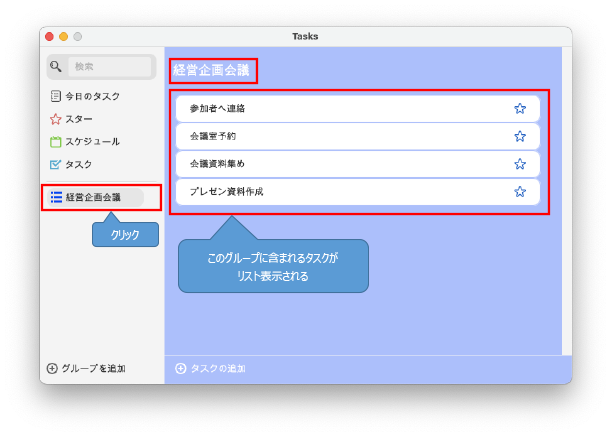 Tasks
検索
今日のタスク
スター
スケジュール
タスク
経営企画会議
クリック
グループを追加
経営企画会議
参加者へ連絡
会議室予約
会議資料集め
プレゼン資料作成
このグループに含まれるタスクが
リスト表示される
タスクの追加